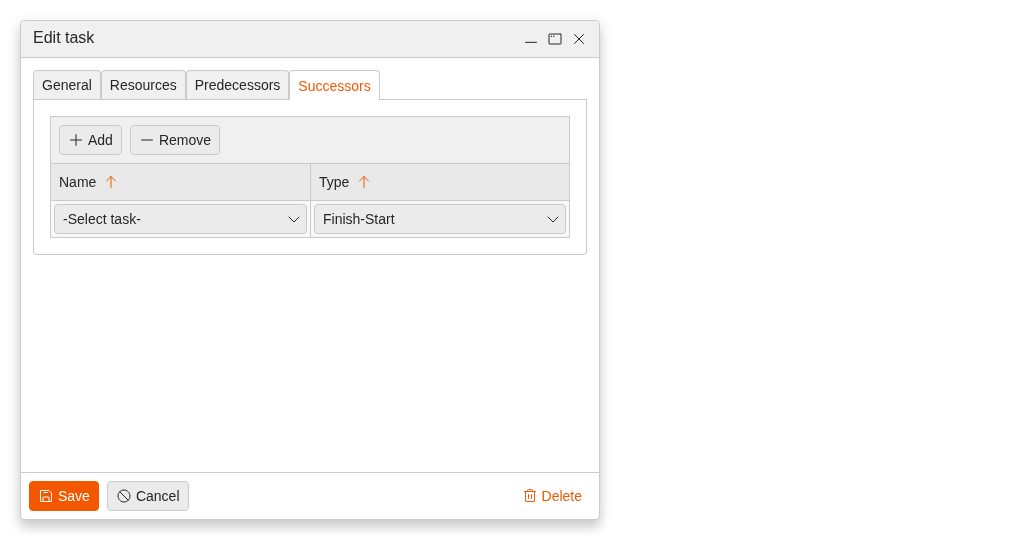 Edit task
General Resources Predecessors Successors
Add Remove
Name Type
-Select task- Finish-Start
Save Cancel Delete